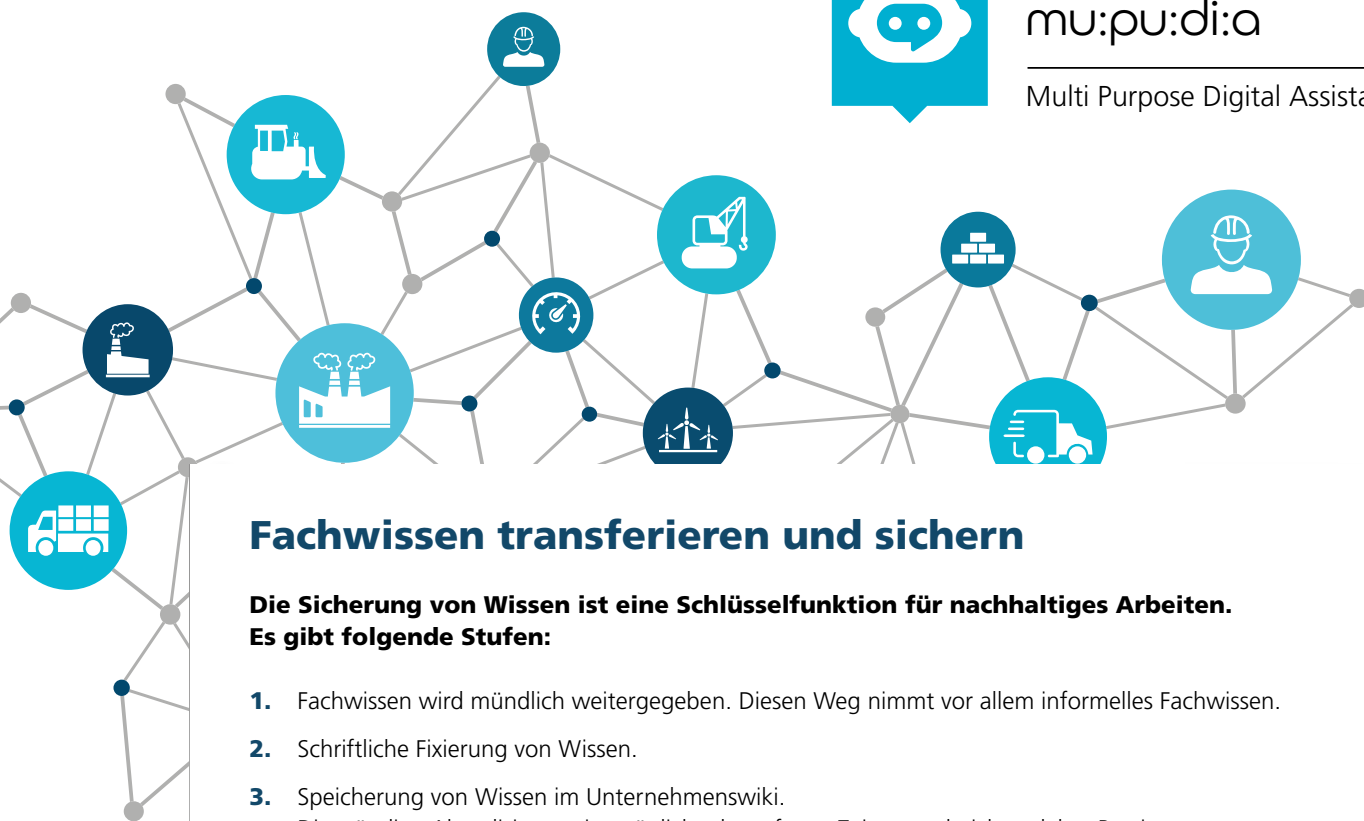 mu:pu:di:a
Multi Purpose Digital
Fachwissen transferieren und sichern
Die Sicherung von Wissen ist eine Schlüsselfunktion für nachhaltiges Arbeiten.
Es gibt folgende Stufen:
1. Fachwissen wird mündlich weitergegeben. Diesen Weg nimmt vor allem informelles Fachwissen.
2. Schriftliche Fixierung von Wissen.
3. Speicherung von Wissen im Unternehmenswiki.